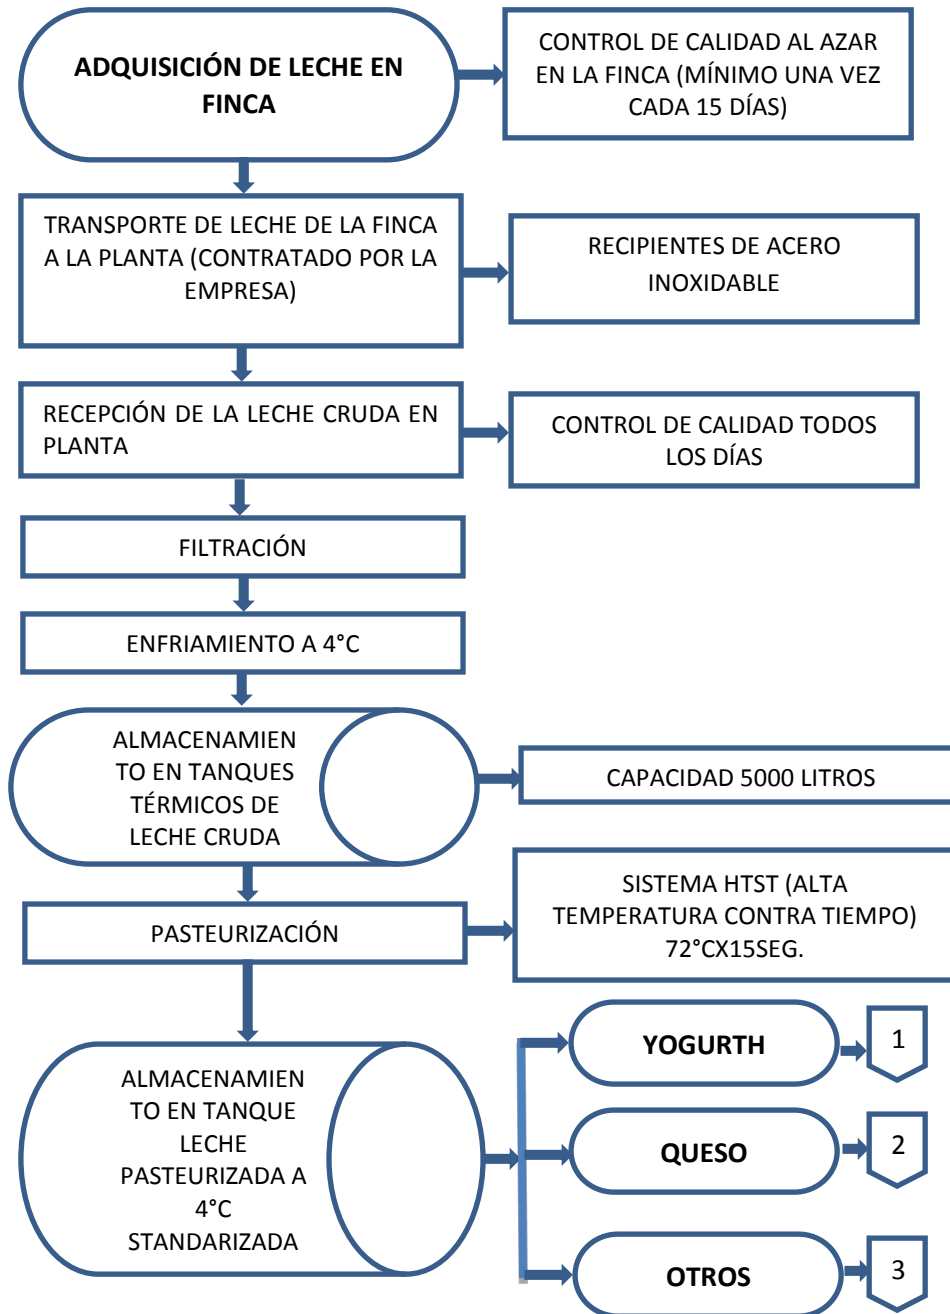 ADQUISICIÓN DE LECHE EN
FINCA
CONTROL DE CALIDAD AL AZAR
EN LA FINCA (MÍNIMO UNA VEZ
CADA 15 DÍAS)
TRANSPORTE DE LECHE DE LA FINCA
A LA PLANTA (CONTRATADO POR LA
EMPRESA)
RECIPIENTES DE ACERO
INOXIDABLE
RECEPCIÓN DE LA LECHE CRUDA EN
PLANTA
CONTROL DE CALIDAD TODOS
LOS DÍAS
FILTRACIÓN
ENFRIAMIENTO A 4°C
ALMACENAMIEN
TO EN TANQUES
TÉRMICOS DE
LECHE CRUDA
CAPACIDAD 5000 LITROS
PASTEURIZACIÓN
SISTEMA HTST (ALTA
TEMPERATURA CONTRA TIEMPO)
72°CX15SEG.
ALMACENAMIEN
TO EN TANQUE
LECHE
PASTEURIZADA A
4°C
STANDARIZADA
YOGURTH
1
QUESO
2
OTROS
3